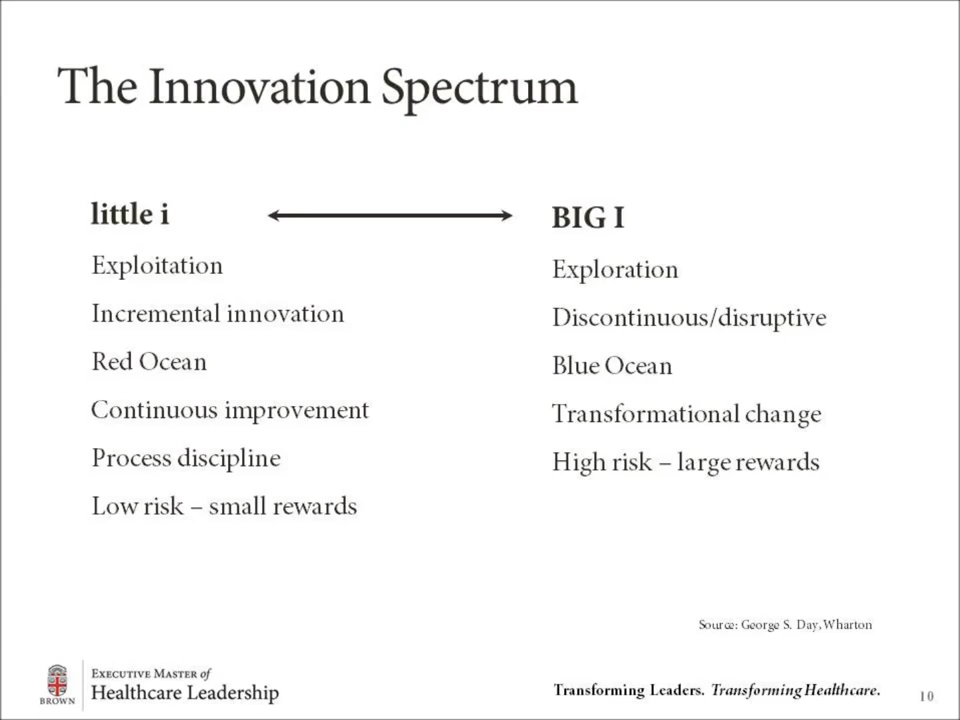 The Innovation Spectrum
little i
Exploitation
Incremental innovation
Red Ocean
Continuous improvement
Process discipline
Low risk – small rewards
BIG I
Exploration
Discontinuous/disruptive
Blue Ocean
Transformational change
High risk – large rewards
Source: George S. Day, Wharton
BROWN
EXECUTIVE MASTER of
Healthcare Leadership
Transforming Leaders. Transforming Healthcare.
10